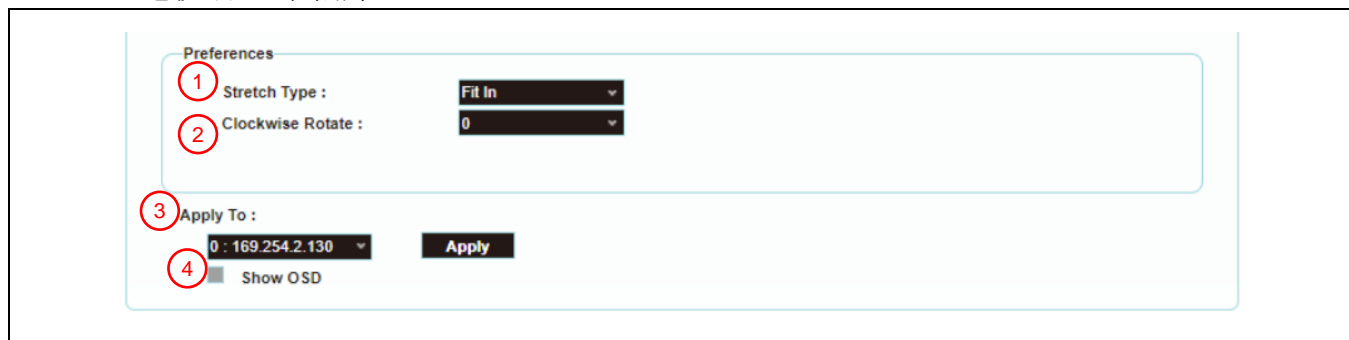 Preferences
1 Stretch Type : Fit In
2 Clockwise Rotate : 0
3 Apply To :
0 : 169.254.2.130 Apply
4 Show OSD